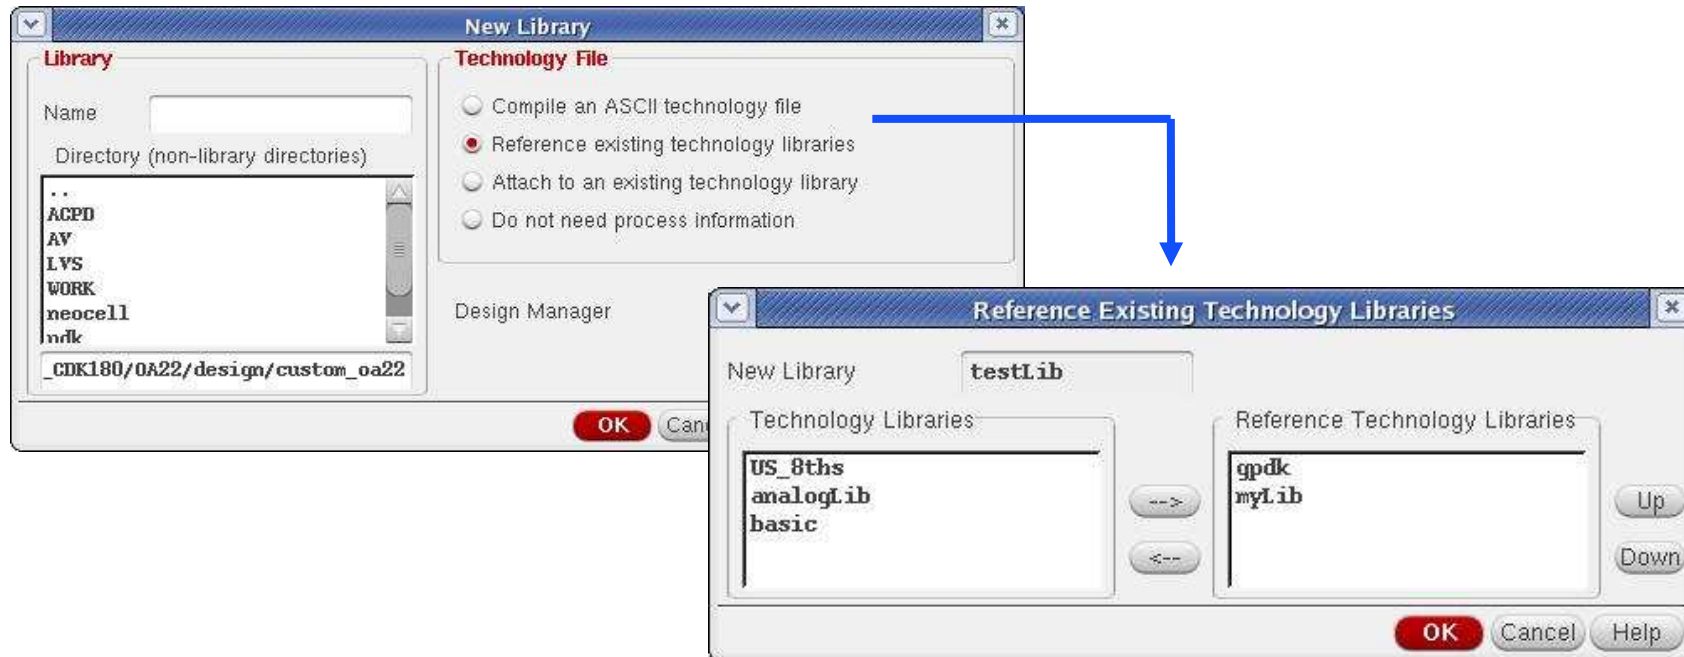 New Library
Library
Name
Directory (non-library directories)
..
ACPD
AV
LVS
WORK
neocell
pdk
_CDK180/OA22/design/custom_oa22
Technology File
Compile an ASCII technology file
Reference existing technology libraries
Attach to an existing technology library
Do not need process information
Design Manager
OK
Reference Existing Technology Libraries
New Library testLib
Technology Libraries
US_8ths
analogLib
basic
-->
<--
Reference Technology Libraries
gpdk
myLib
Up
Down
OK Cancel Help